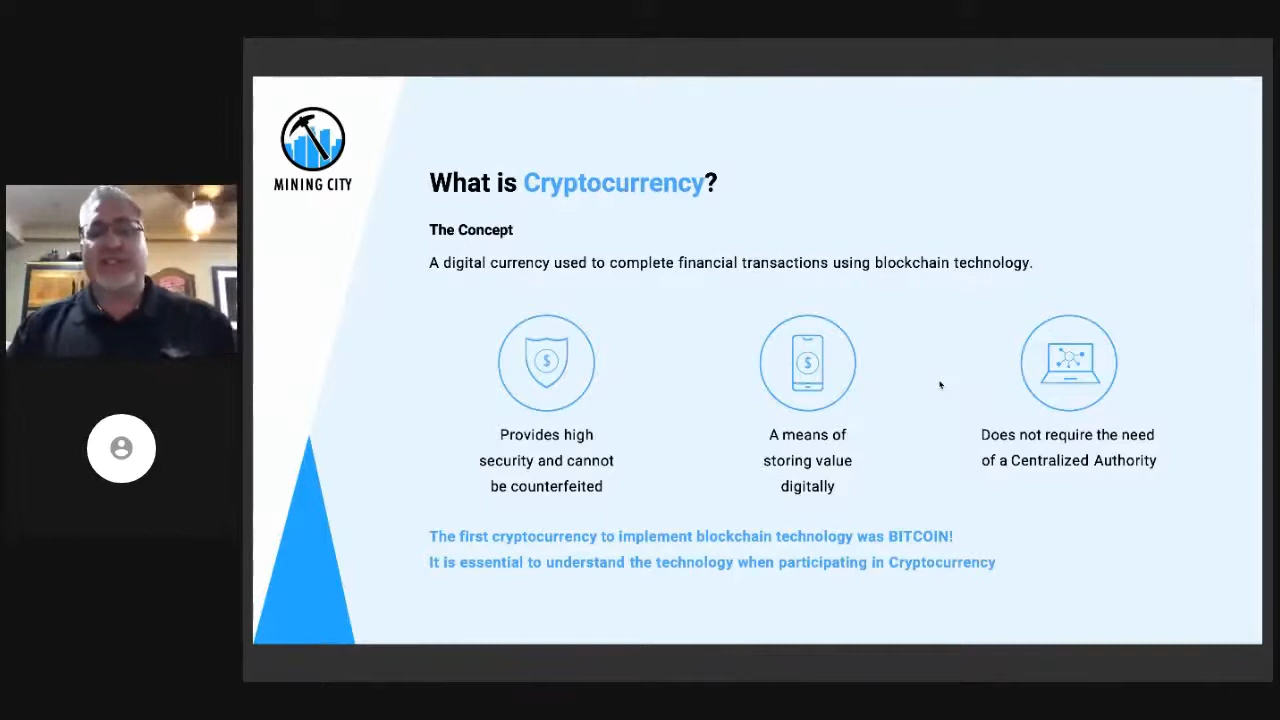 MINING CITY
What is Cryptocurrency?
The Concept
A digital currency used to complete financial transactions using blockchain technology.
$
$
Provides high
security and cannot
be counterfeited
A means of
storing value
digitally
Does not require the need
of a Centralized Authority
The first cryptocurrency to implement blockchain technology was BITCOIN!
It is essential to understand the technology when participating in Cryptocurrency